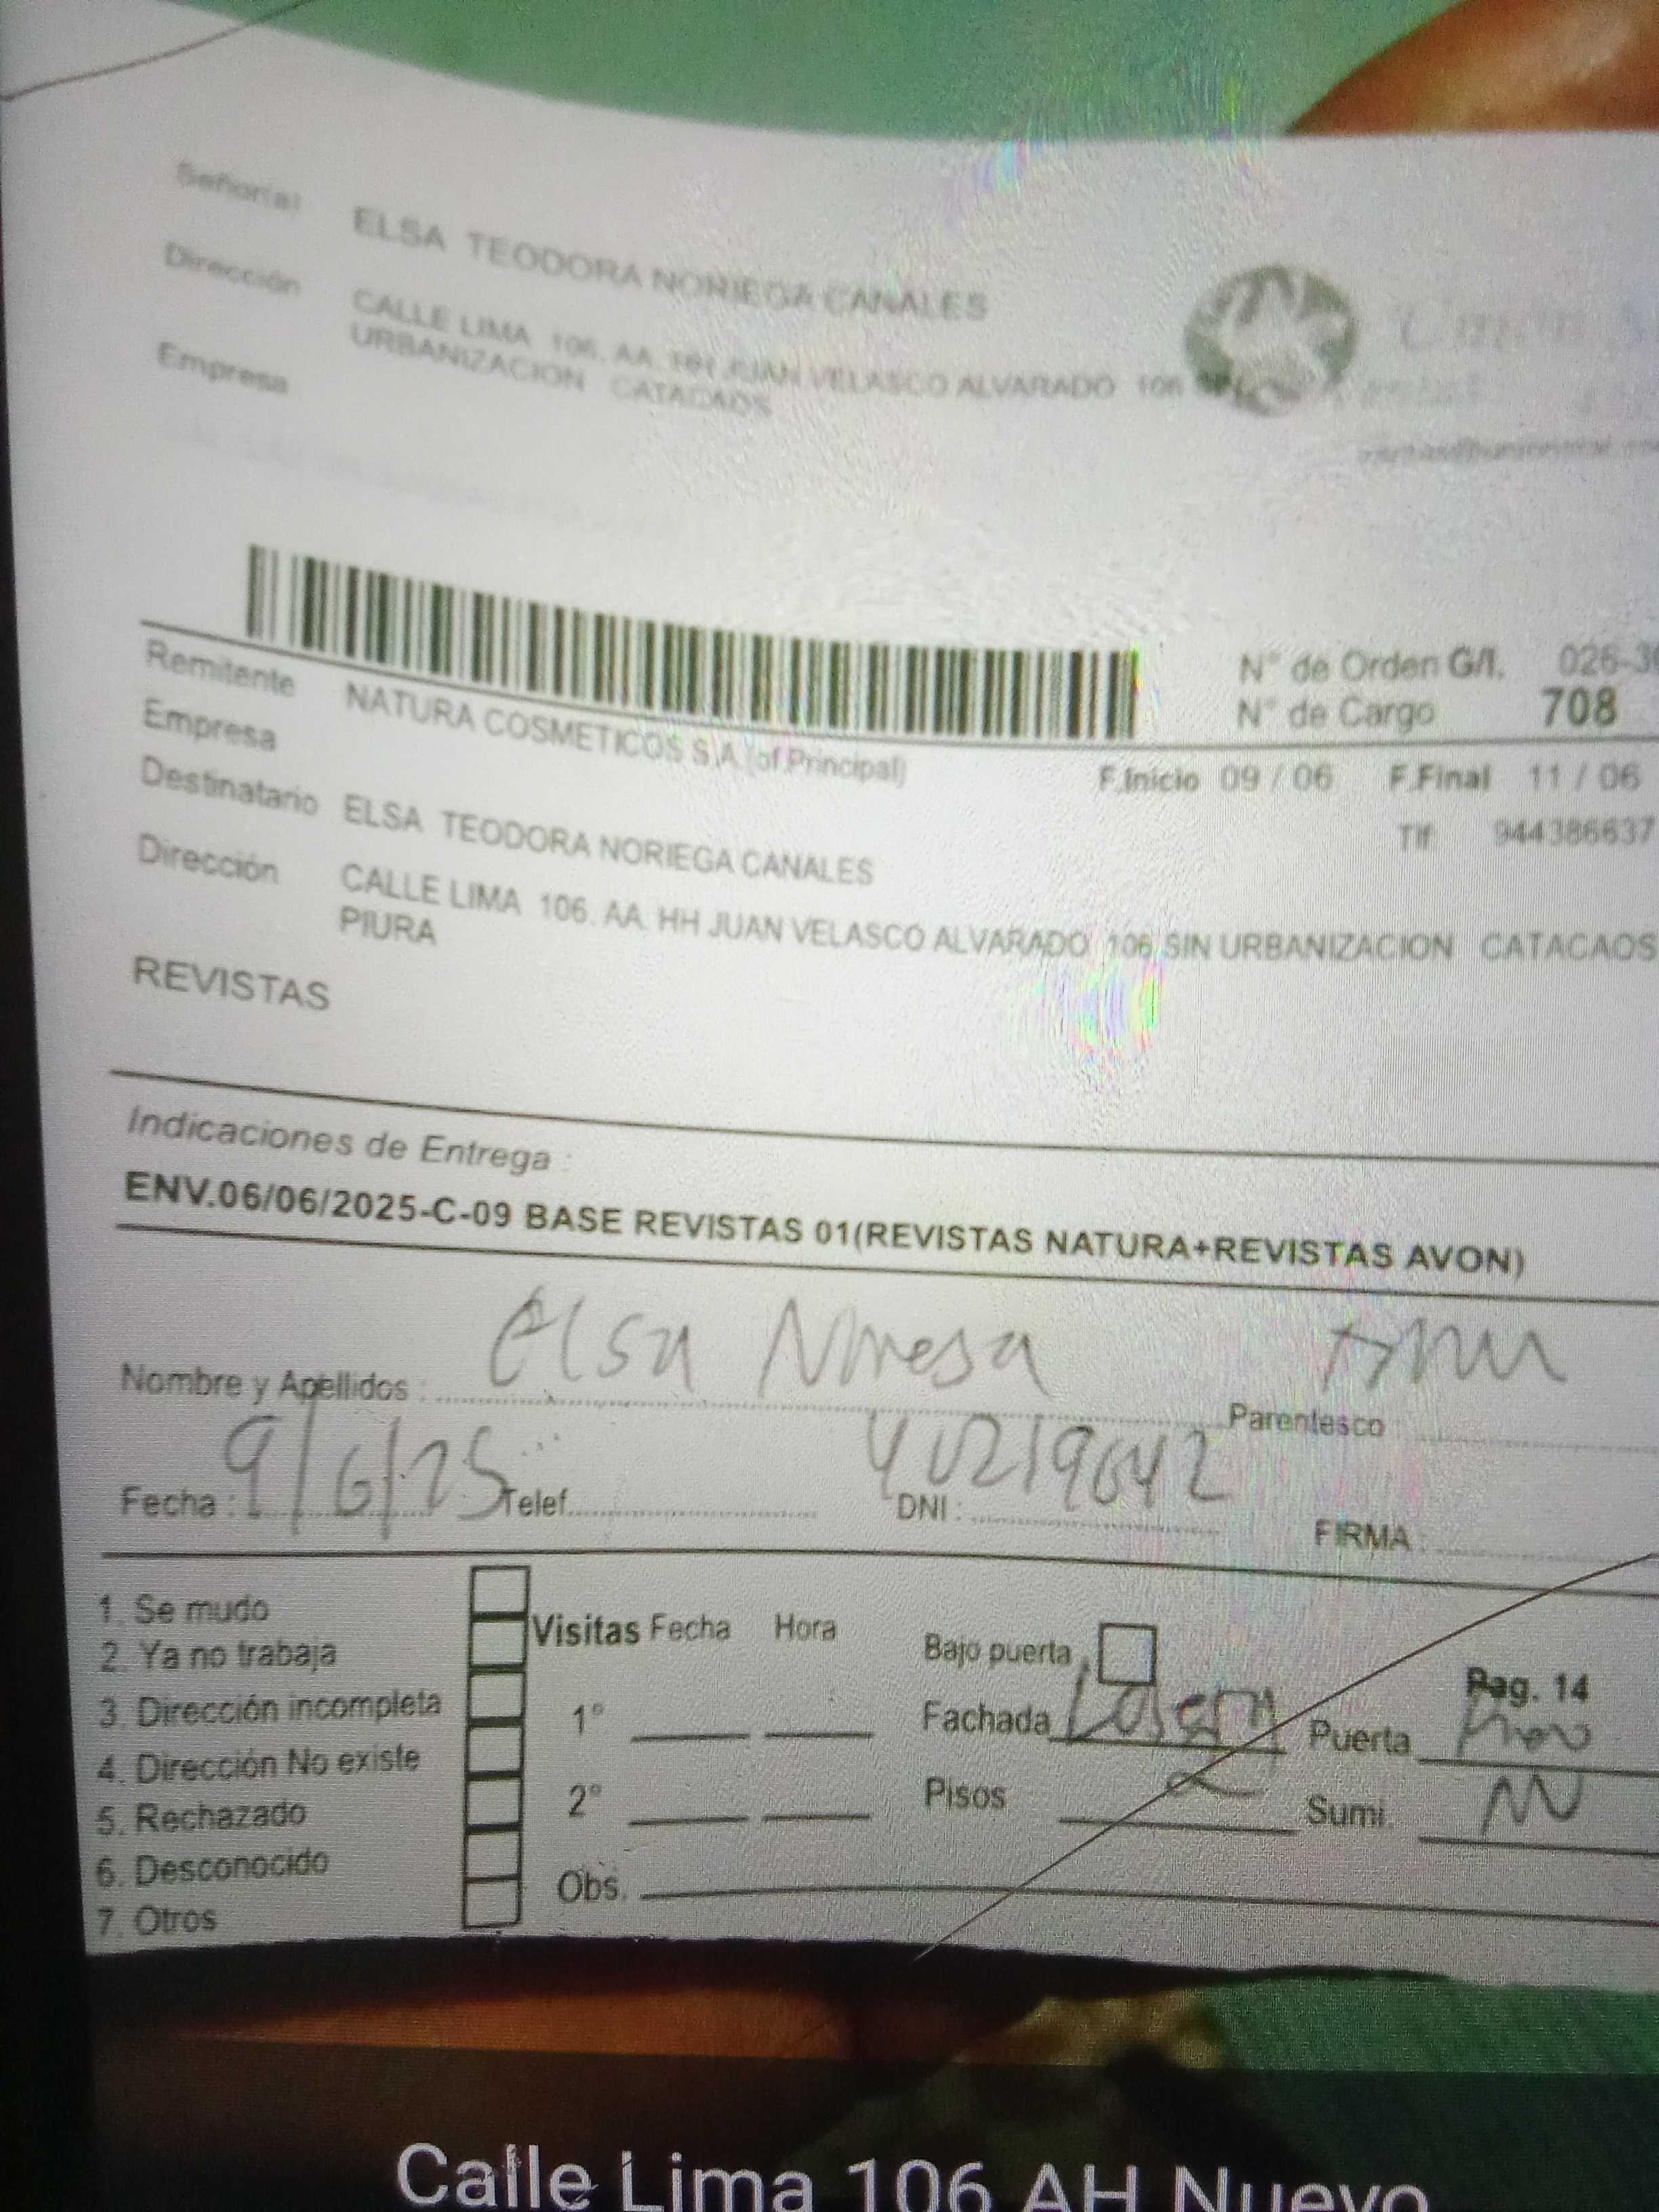 Señor(a) ELSA TEODORA NORIEGA CANALES
Dirección CALLE LIMA 106. AA. HH JUAN VELASCO ALVARADO 106
URBANIZACION CATACAOS
Empresa
N° de Orden G/I. 026-30
N° de Cargo 708
Remitente NATURA COSMETICOS S.A. (of.Principal)
Empresa
F.Inicio 09 / 06 F.Final 11 / 06
Destinatario ELSA TEODORA NORIEGA CANALES
Tlf: 944386637
Dirección CALLE LIMA 106. AA. HH JUAN VELASCO ALVARADO 106 SIN URBANIZACION CATACAOS
PIURA
REVISTAS
Indicaciones de Entrega :
ENV.06/06/2025-C-09 BASE REVISTAS 01(REVISTAS NATURA+REVISTAS AVON)
Nombre y Apellidos : Elsa Parentesco :
Fecha : 9/6/25 Telef. DNI : 40219642 FIRMA :
1. Se mudo
2. Ya no trabaja
3. Dirección incompleta
4. Dirección No existe
5. Rechazado
6. Desconocido
7. Otros
Visitas Fecha Hora
1°
2°
Obs.
Bajo puerta
Pag. 14
Fachada Puerta
Pisos 2 Sumi.
Calle Lima 106 AH Nuevo